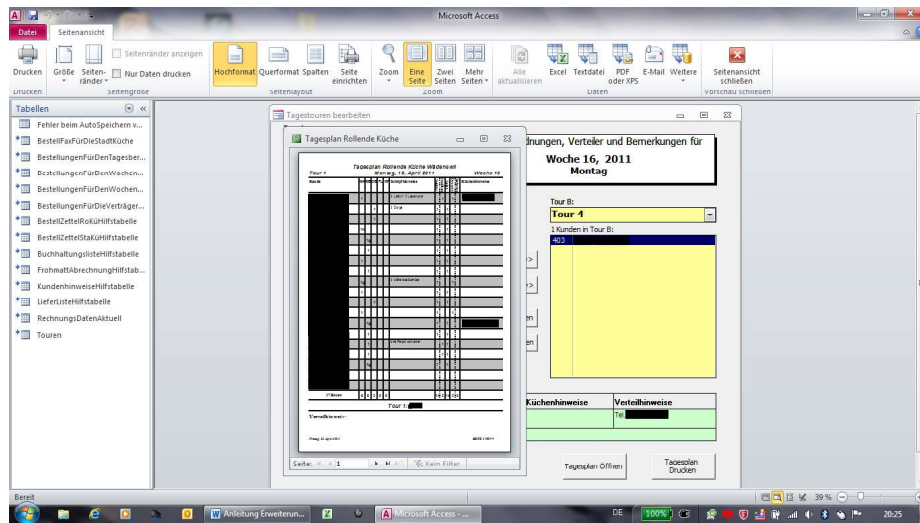 Microsoft Access
Datei
Seitenansicht
Drucken
Größe
Seiten-
ränder
Seitenränder anzeigen
Nur Daten drucken
Hochformat
Querformat
Spalten
Seite
einrichten
Zoom
Eine
Seite
Zwei
Seiten
Mehr
Seiten
Alle
aktualisieren
Excel
Textdatei
PDF
oder XPS
E-Mail
Weitere
Seitenansicht
schließen
Drucken
Seitengröße
Seitenlayout
Zoom
Daten
Vorschau schließen
Tabellen
Fehler beim AutoSpeichern v...
BestellFaxFürDieStadtKüche
BestellungenFürDenTagesber...
BestellungenFürDenWochen...
BestellungenFürDenWochen...
BestellungenFürDieVerträger...
BestellZettelRoKüHilfstabelle
BestellZettelStaKüHilfstabelle
BuchhaltungslisteHilfstabelle
FrohmattAbrechnungHilfstab...
KundenhinweiseHilfstabelle
LieferListeHilfstabelle
RechnungsDatenAktuell
Touren
Tagestouren bearbeiten
dnungen, Verteiler und Bemerkungen für
Woche 16, 2011
Montag
Tour B:
Tour 4
1 Kunden in Tour B:
403
Küchenhinweise
Verteilhinweise
Tel
Tagesplan Öffnen
Tagesplan
Drucken
Tagesplan Rollende Küche
Tagesplan Rollende Küche Wädenswil
Tour 1
Montag, 18. April 2011
Woche 16
Tour 1:
Verteilhinweise:
Seite:
1
Kein Filter
Bereit
39 %
Anleitung Erweiterun...
Microsoft Access - ...
DE
100%
20:25